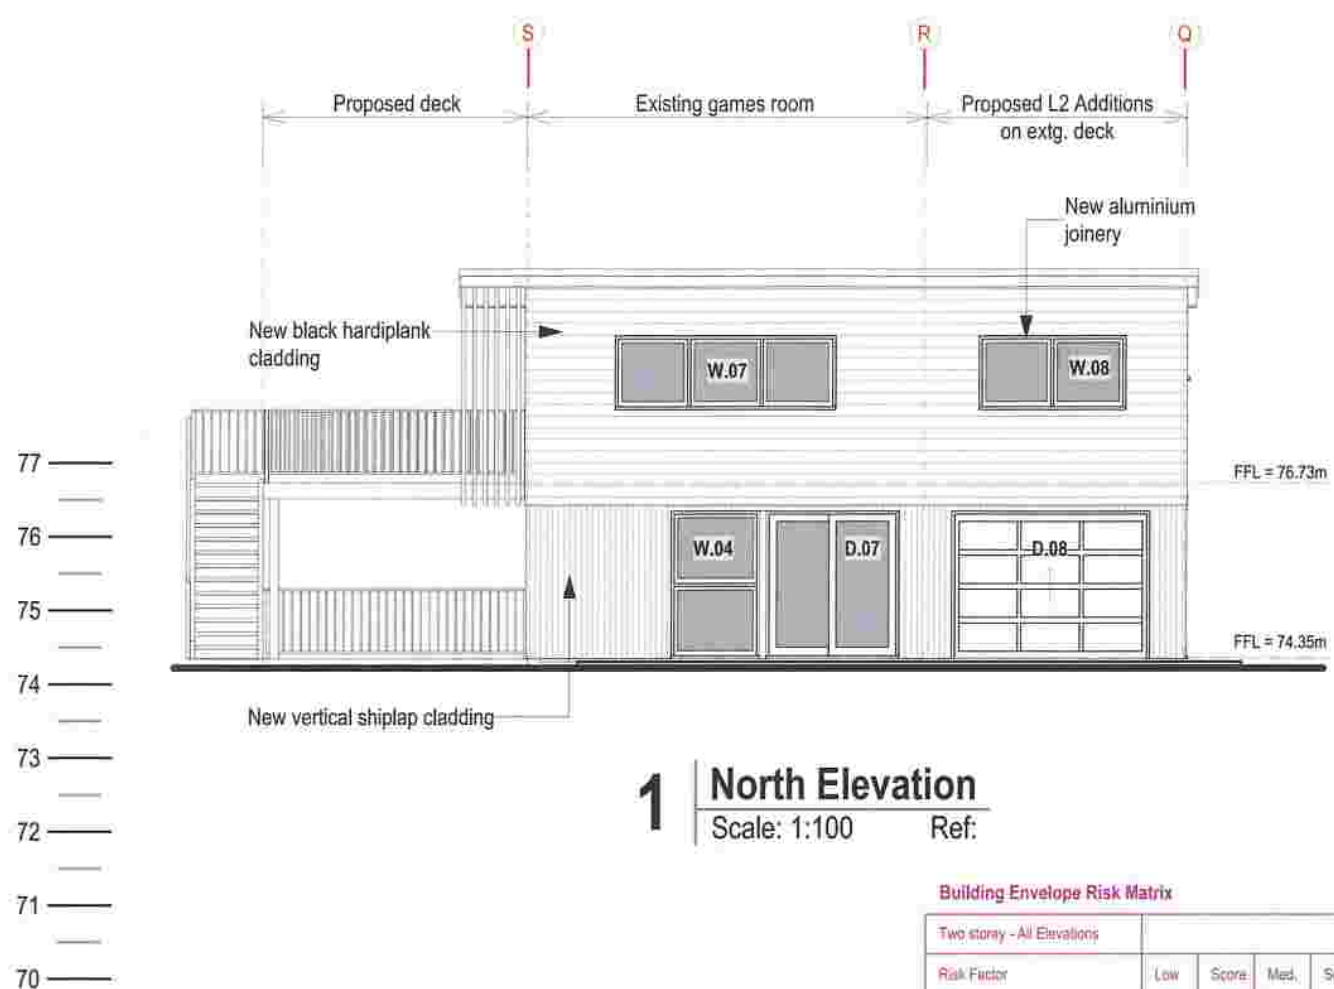 S
R
Q
Proposed deck
Existing games room
Proposed L2 Additions
on extg. deck
New aluminium
joinery
New black hardiplank
cladding
W.07
W.08
77
FFL = 76.73m
76
W.04
D.07
D.08
75
FFL = 74.35m
74
New vertical shiplap cladding
73
1
North Elevation
Scale: 1:100
Ref:
72
71
Building Envelope Risk Matrix
Two storey - All Elevations
Risk Factor
Low
Score
Med.
70